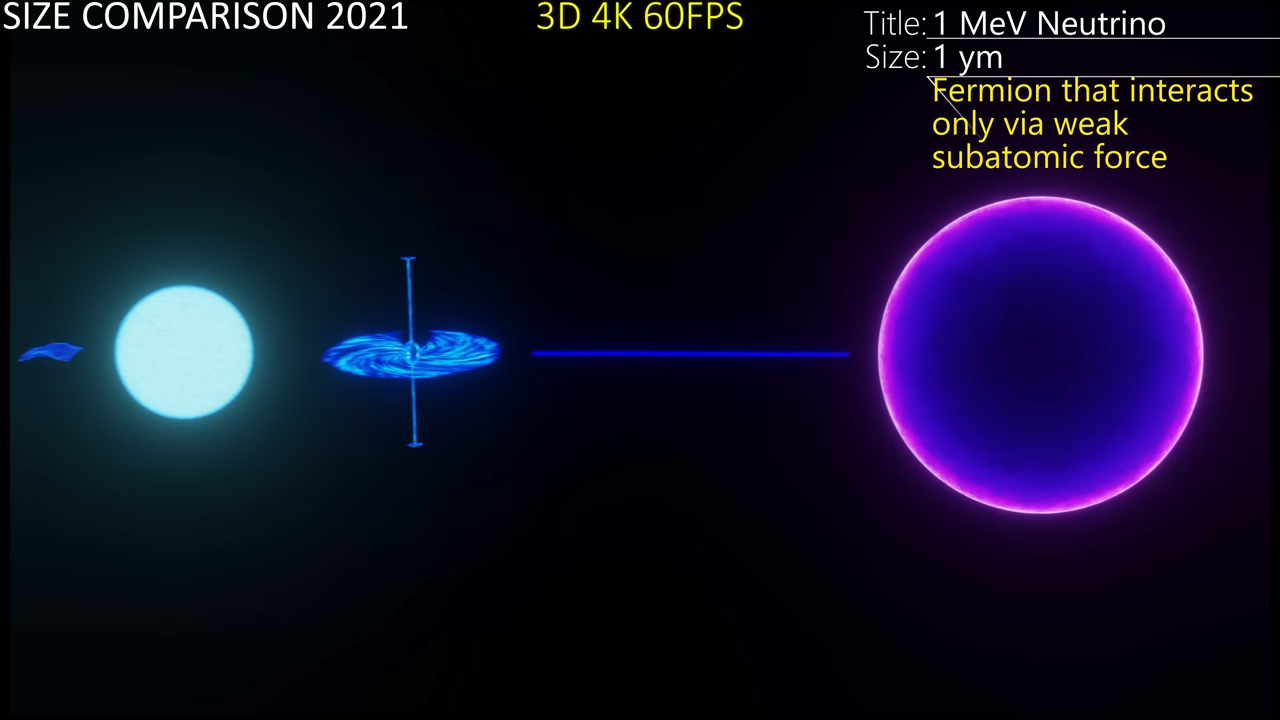 SIZE COMPARISON 2021
3D 4K 60FPS
Title: 1 MeV Neutrino
Size: 1 ym
Fermion that interacts
only via weak
subatomic force